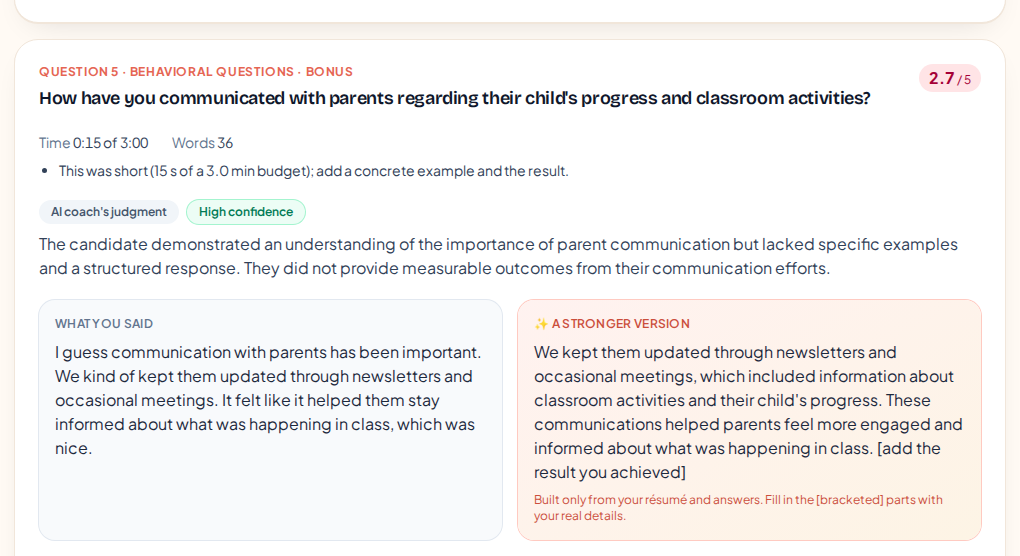 QUESTION 5 · BEHAVIORAL QUESTIONS · BONUS
2.7 / 5
How have you communicated with parents regarding their child's progress and classroom activities?
Time 0:15 of 3:00 Words 36
• This was short (15 s of a 3.0 min budget); add a concrete example and the result.
AI coach's judgment High confidence
The candidate demonstrated an understanding of the importance of parent communication but lacked specific examples
and a structured response. They did not provide measurable outcomes from their communication efforts.
WHAT YOU SAID
I guess communication with parents has been important.
We kind of kept them updated through newsletters and
occasional meetings. It felt like it helped them stay
informed about what was happening in class, which was
nice.
✨ A STRONGER VERSION
We kept them updated through newsletters and
occasional meetings, which included information about
classroom activities and their child's progress. These
communications helped parents feel more engaged and
informed about what was happening in class. [add the
result you achieved]
Built only from your résumé and answers. Fill in the [bracketed] parts with
your real details.